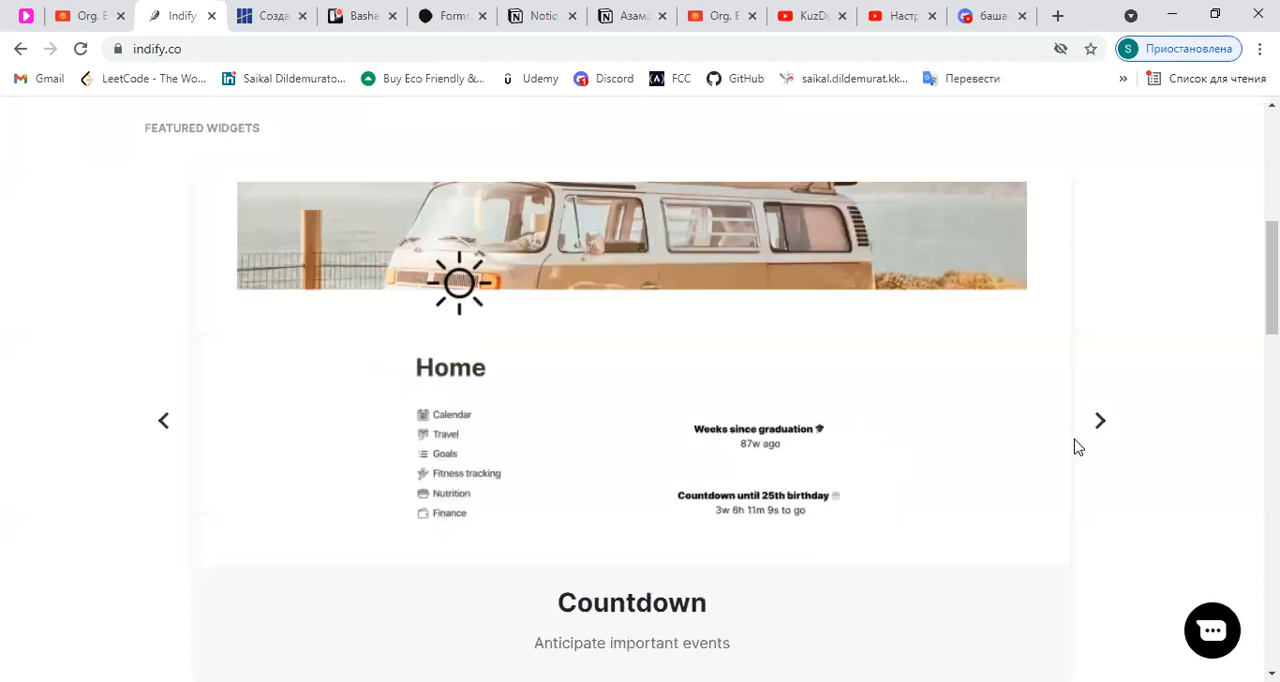 Org. E
Indify
Созда
Basha
Form
Notic
Азам
Org. E
KuzDe
Настр
баша
indify.co
S
Приостановлена
Gmail
LeetCode - The Wo...
Saikal Dildemurato...
Buy Eco Friendly &...
Udemy
Discord
FCC
GitHub
saikal.dildemurat.kk...
Перевести
»
Список для чтения
FEATURED WIDGETS
Home
Calendar
Travel
Goals
Fitness tracking
Nutrition
Finance
Weeks since graduation
87w ago
Countdown until 25th birthday
3w 6h 11m 9s to go
Countdown
Anticipate important events